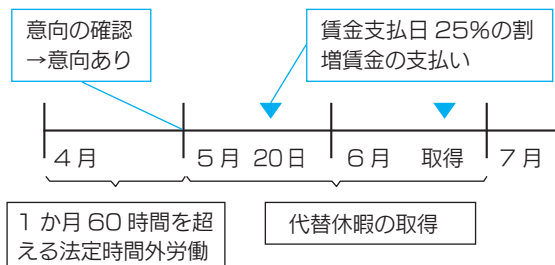 意向の確認
→意向あり
賃金支払日 25%の割
増賃金の支払い
4月
5月 20日
6月
取得
7月
1か月60時間を超
える法定時間外労働
代替休暇の取得